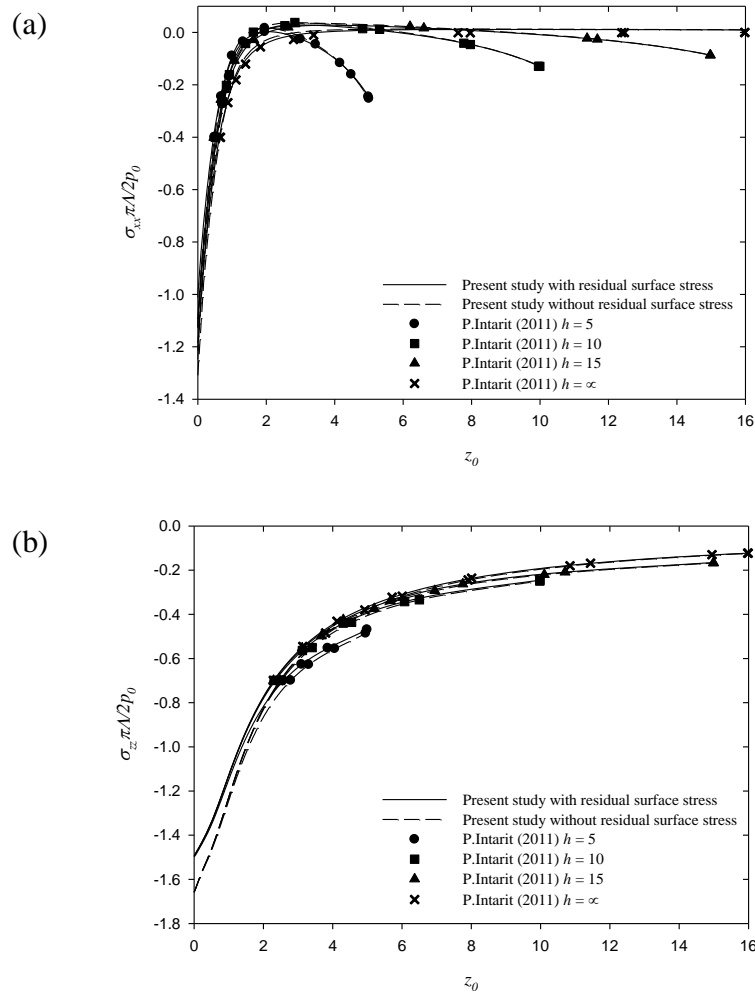 (a)
0.0
-0.2
-0.4
-0.6
-0.8
-1.0
-1.2
-1.4
σxxπΛ/2p0
Present study with residual surface stress
Present study without residual surface stress
P.Intarit (2011) h = 5
P.Intarit (2011) h = 10
P.Intarit (2011) h = 15
P.Intarit (2011) h = ∝
0 2 4 6 8 10 12 14 16
z0
(b)
0.0
-0.2
-0.4
-0.6
-0.8
-1.0
-1.2
-1.4
-1.6
-1.8
σzzπΛ/2p0
Present study with residual surface stress
Present study without residual surface stress
P.Intarit (2011) h = 5
P.Intarit (2011) h = 10
P.Intarit (2011) h = 15
P.Intarit (2011) h = ∝
0 2 4 6 8 10 12 14 16
z0